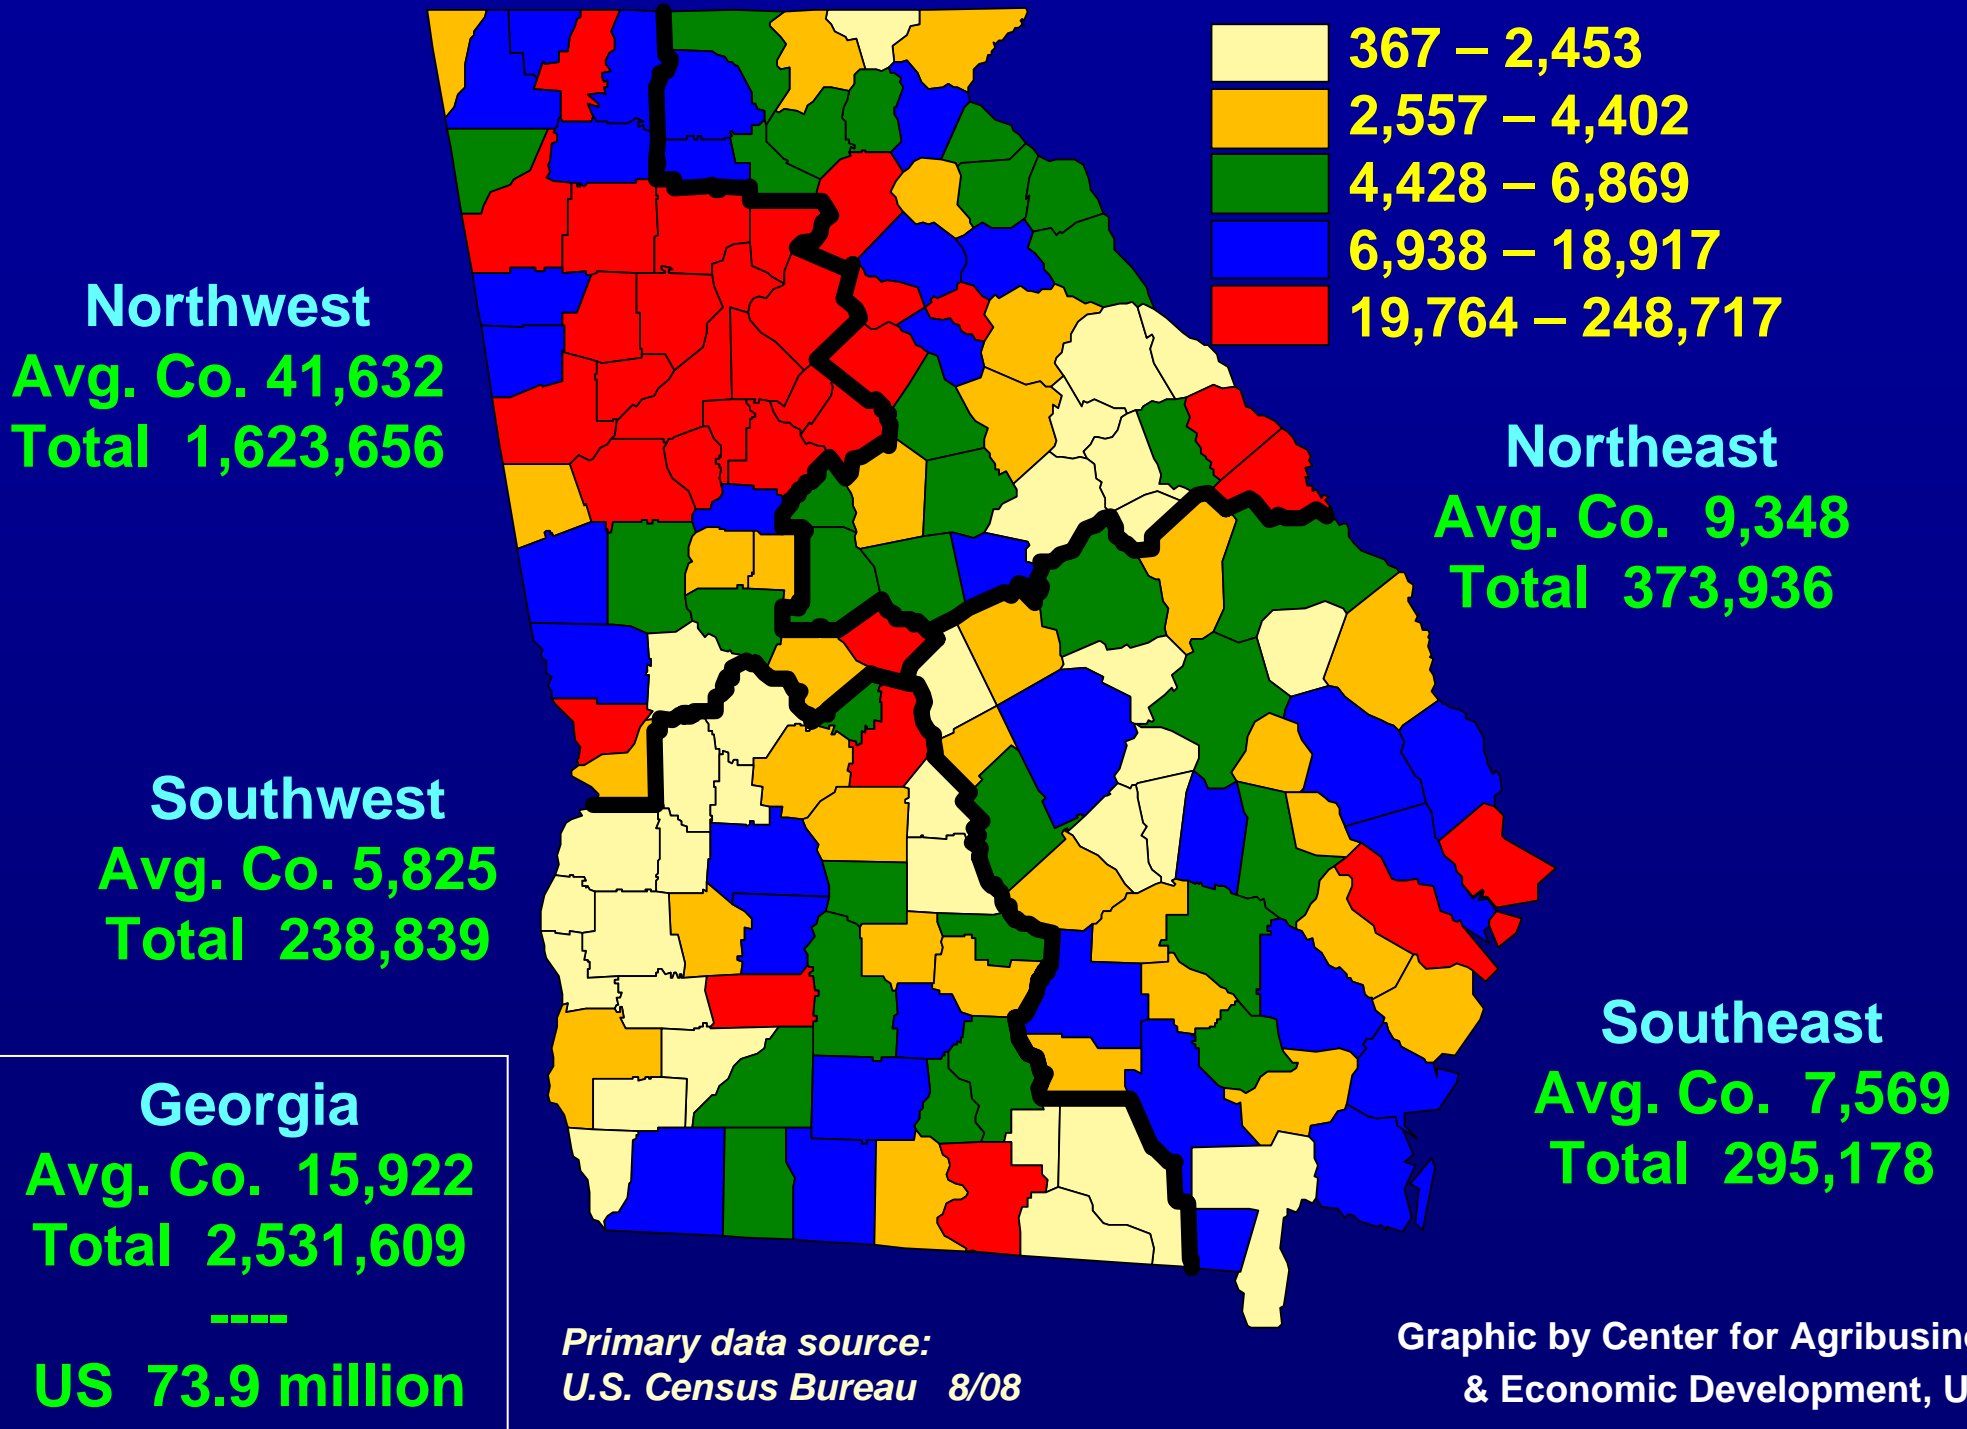 367 – 2,453
2,557 – 4,402
4,428 – 6,869
6,938 – 18,917
19,764 – 248,717
Northwest
Avg. Co. 41,632
Total 1,623,656
Northeast
Avg. Co. 9,348
Total 373,936
Southwest
Avg. Co. 5,825
Total 238,839
Southeast
Avg. Co. 7,569
Total 295,178
Georgia
Avg. Co. 15,922
Total 2,531,609
----
US 73.9 million
Primary data source:
U.S. Census Bureau 8/08
Graphic by Center for
& Economic Development,